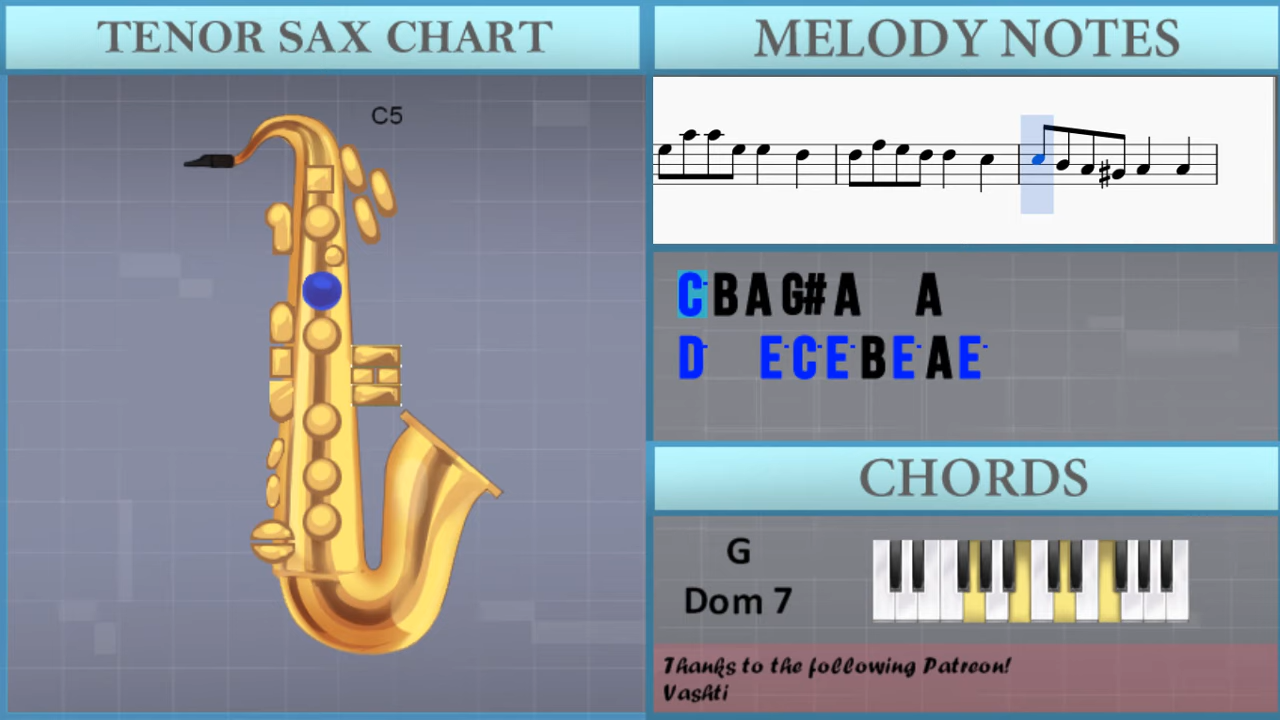 TENOR SAX CHART
C5
MELODY NOTES
C- B A G# A A
D- E- C- E- B E- A E-
CHORDS
G
Dom 7
Thanks to the following Patreon!
Vashti